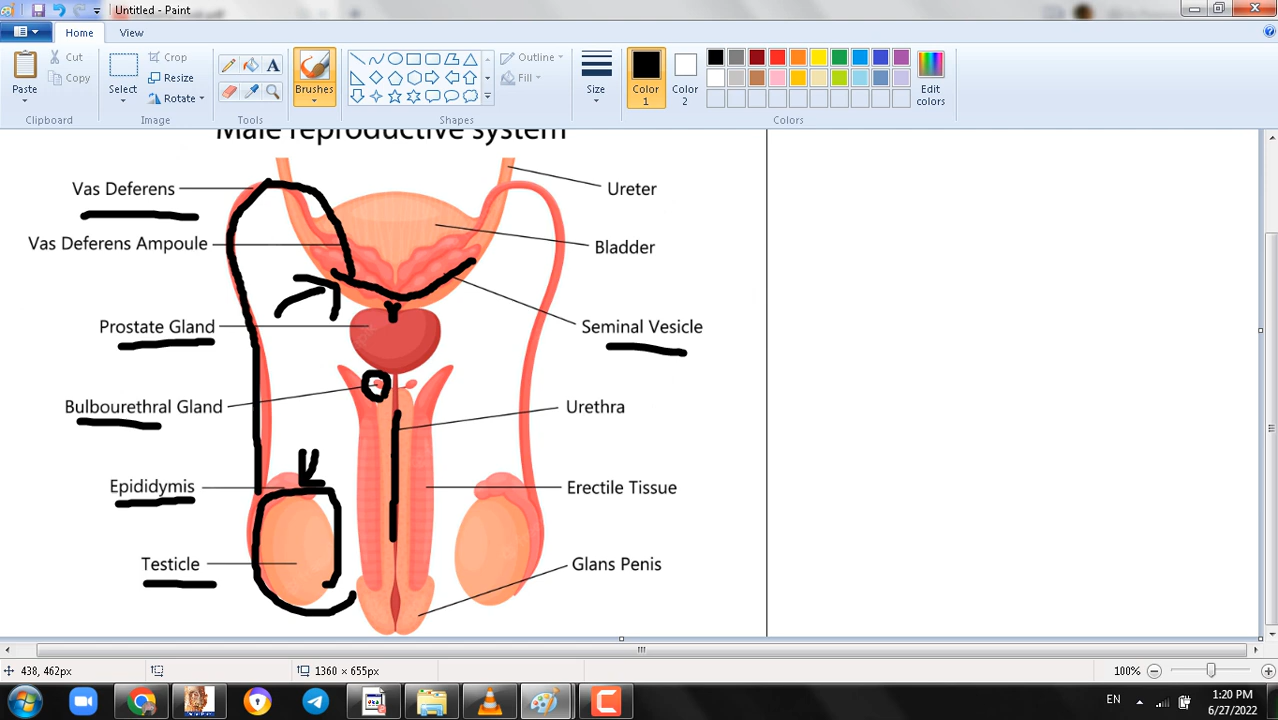 Untitled - Paint
Home View
Paste
Cut
Copy
Clipboard
Select
Crop
Resize
Rotate
Image
Tools
Brushes
Shapes
Outline
Fill
Size
Color 1
Color 2
Edit colors
Colors
Male reproductive system
Vas Deferens
Ureter
Vas Deferens Ampoule
Bladder
Prostate Gland
Seminal Vesicle
Bulbourethral Gland
Urethra
Epididymis
Erectile Tissue
Testicle
Glans Penis
438, 462px
1360 × 655px
100%
EN
1:20 PM
6/27/2022